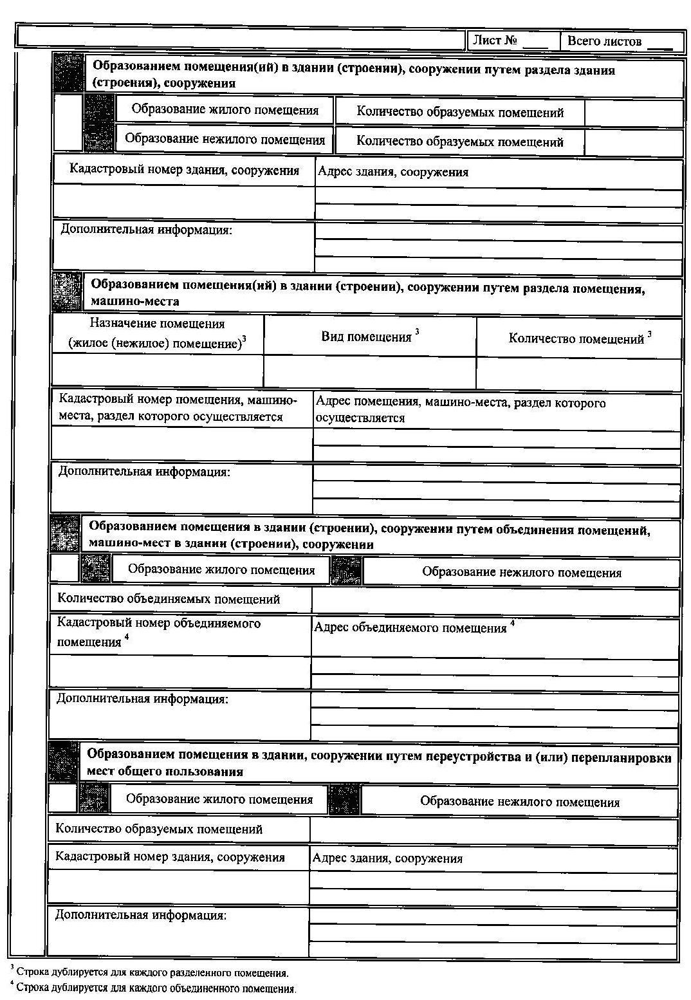 Лист № ____
Всего листов ____
Образованием помещения(ий) в здании (строении), сооружении путем раздела здания
(строения), сооружения
Образование жилого помещения
Количество образуемых помещений
Образование нежилого помещения
Количество образуемых помещений
Кадастровый номер здания, сооружения
Адрес здания, сооружения
Дополнительная информация:
Образованием помещения(ий) в здании (строении), сооружении путем раздела помещения,
машино-места
Назначение помещения
(жилое (нежилое) помещение)³
Вид помещения ³
Количество помещений ³
Кадастровый номер помещения, машино-
места, раздел которого осуществляется
Адрес помещения, машино-места, раздел которого
осуществляется
Дополнительная информация:
Образованием помещения в здании (строении), сооружении путем объединения помещений,
машино-мест в здании (строении), сооружении
Образование жилого помещения
Образование нежилого помещения
Количество объединяемых помещений
Кадастровый номер объединяемого
помещения ⁴
Адрес объединяемого помещения ⁴
Дополнительная информация:
Образованием помещения в здании, сооружении путем переустройства и (или) перепланировки
мест общего пользования
Образование жилого помещения
Образование нежилого помещения
Количество образуемых помещений
Кадастровый номер здания, сооружения
Адрес здания, сооружения
Дополнительная информация:
³ Строка дублируется для каждого разделенного помещения.
⁴ Строка дублируется для каждого объединенного помещения.